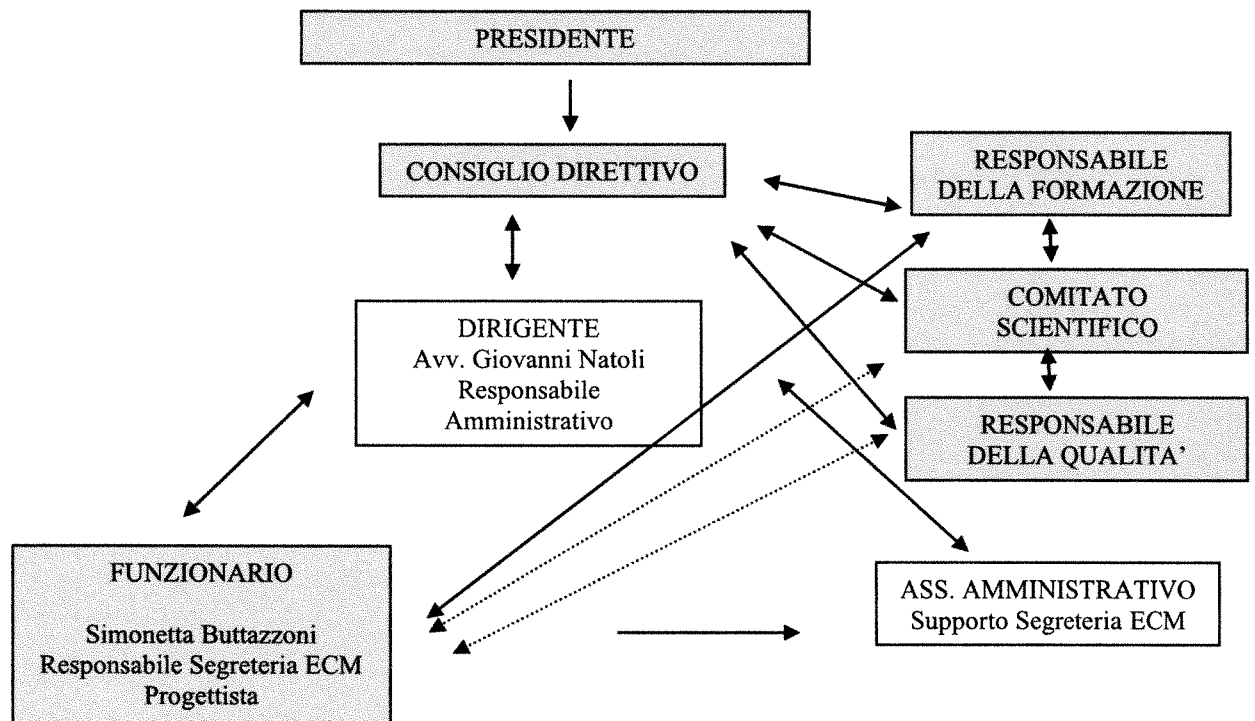 PRESIDENTE
CONSIGLIO DIRETTIVO
RESPONSABILE
DELLA FORMAZIONE
COMITATO
SCIENTIFICO
DIRIGENTE
Avv. Giovanni Natoli
Responsabile
Amministrativo
RESPONSABILE
DELLA QUALITA’
FUNZIONARIO
Simonetta Buttazzoni
Responsabile Segreteria ECM
Progettista
ASS. AMMINISTRATIVO
Supporto Segreteria ECM